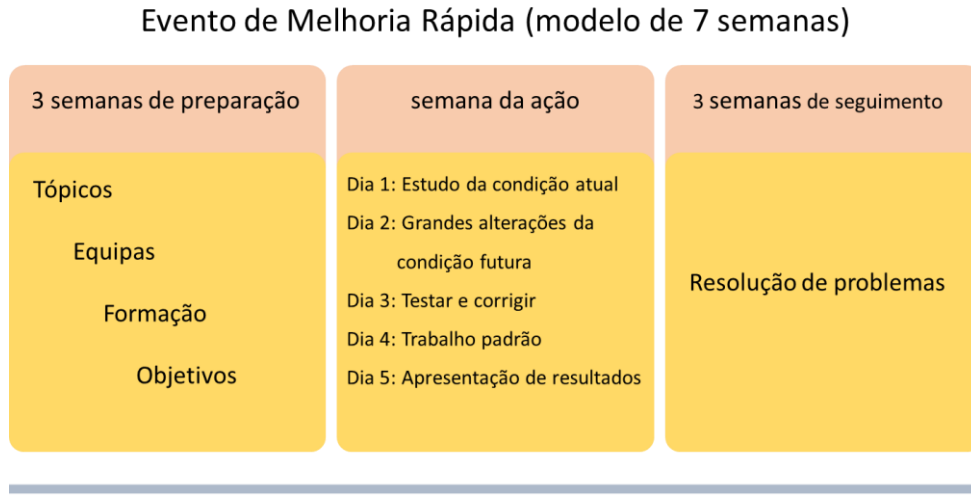 Evento de Melhoria Rápida (modelo de 7 semanas)
3 semanas de preparação
Tópicos
Equipas
Formação
Objetivos
semana da ação
Dia 1: Estudo da condição atual
Dia 2: Grandes alterações da
condição futura
Dia 3: Testar e corrigir
Dia 4: Trabalho padrão
Dia 5: Apresentação de resultados
3 semanas de seguimento
Resolução de problemas